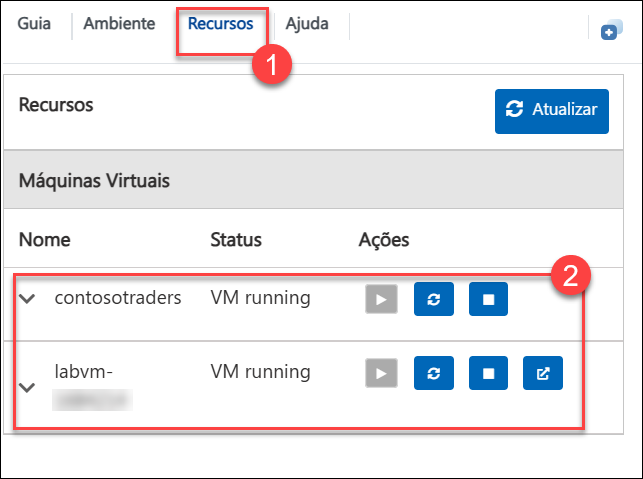 Guia Ambiente Recursos Ajuda
1
Recursos Atualizar
Máquinas Virtuais
Nome Status Ações
2
contosotraders VM running
labvm- VM running